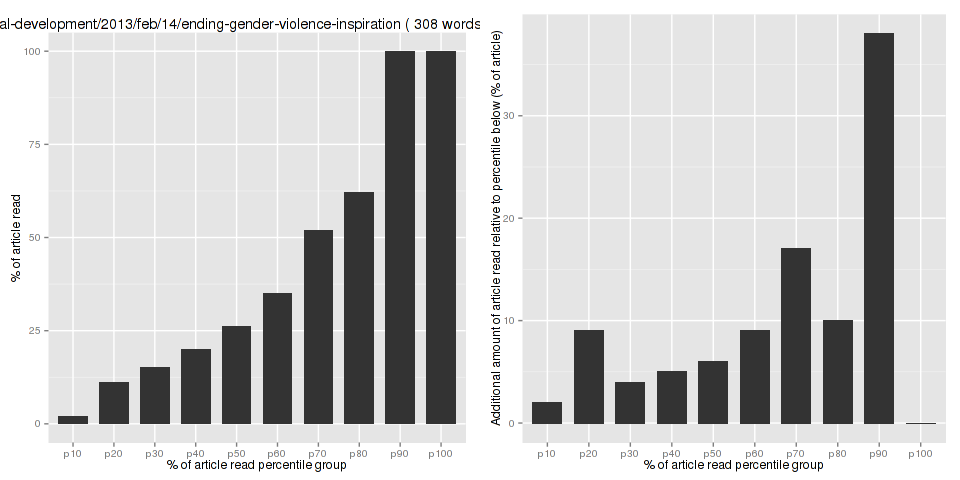 al-development/2013/feb/14/ending-gender-violence-inspiration ( 308 words
% of article read
100
75
50
25
0
p10 p20 p30 p40 p50 p60 p70 p80 p90 p100
% of article read percentile group
Additional amount of article read relative to percentile below (% of article)
30
20
10
0
p10 p20 p30 p40 p50 p60 p70 p80 p90 p100
% of article read percentile group